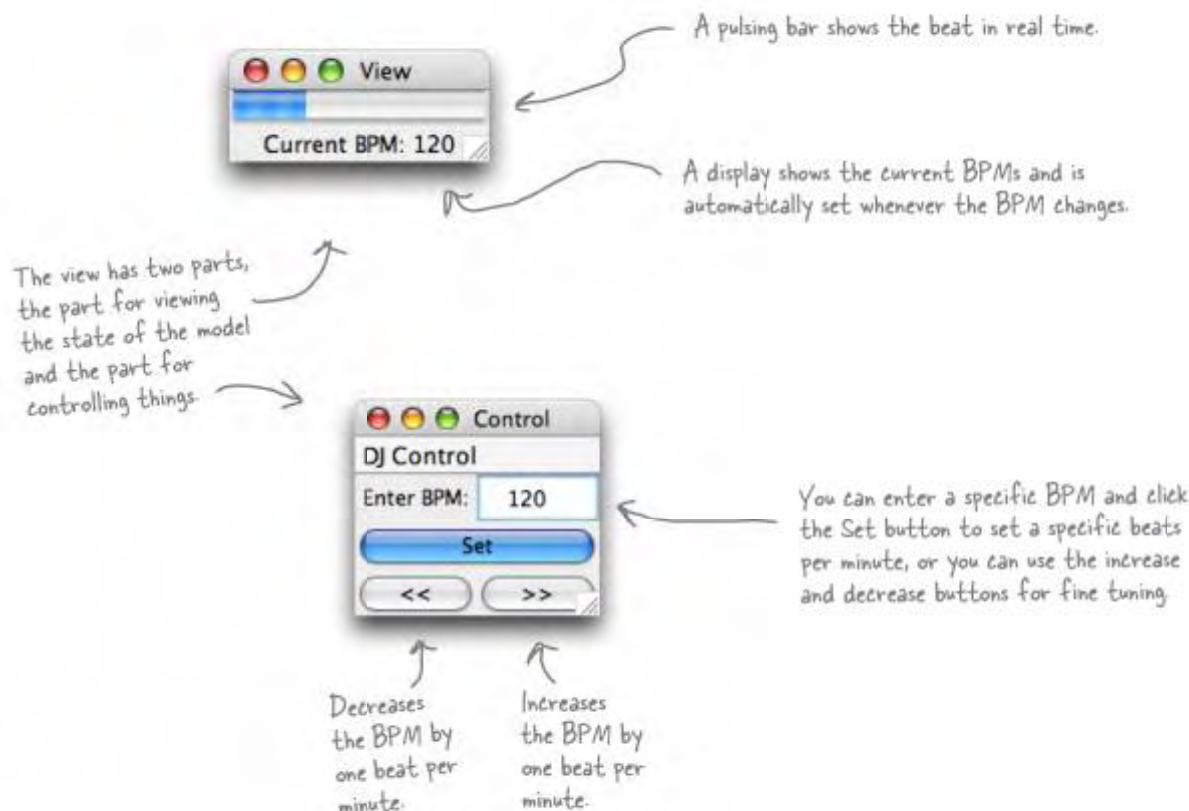 A pulsing bar shows the beat in real time.
View
Current BPM: 120
A display shows the current BPMs and is
automatically set whenever the BPM changes.
The view has two parts,
the part for viewing
the state of the model
and the part for
controlling things.
Control
DJ Control
Enter BPM: 120
Set
<< >>
You can enter a specific BPM and click
the Set button to set a specific beats
per minute, or you can use the increase
and decrease buttons for fine tuning.
Decreases
the BPM by
one beat per
minute.
Increases
the BPM by
one beat per
minute.